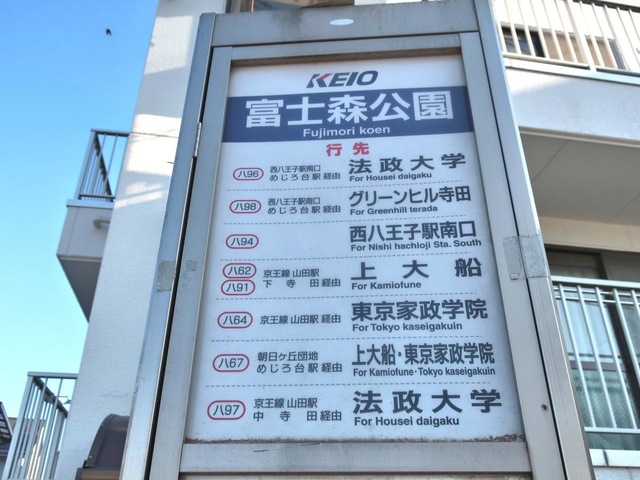 KEIO
富士森公園
Fujimori koen
行先
八96 西八王子駅南口 めじろ台駅 経由 法政大学
For Housei daigaku
八98 西八王子駅南口 めじろ台駅 経由 グリーンヒル寺田
For Greenhill terada
八94 西八王子駅南口
For Nishi hachioji Sta. South
八62 八91 京王線 山田駅 下寺田 経由 上大船
For Kamiofune
八64 京王線 山田駅 経由 東京家政学院
For Tokyo kaseigakuin
八67 朝日ヶ丘団地 めじろ台駅 経由 上大船・東京家政学院
For Kamiofune・Tokyo kaseigakuin
八97 京王線 山田駅 中寺田 経由 法政大学
For Housei daigaku